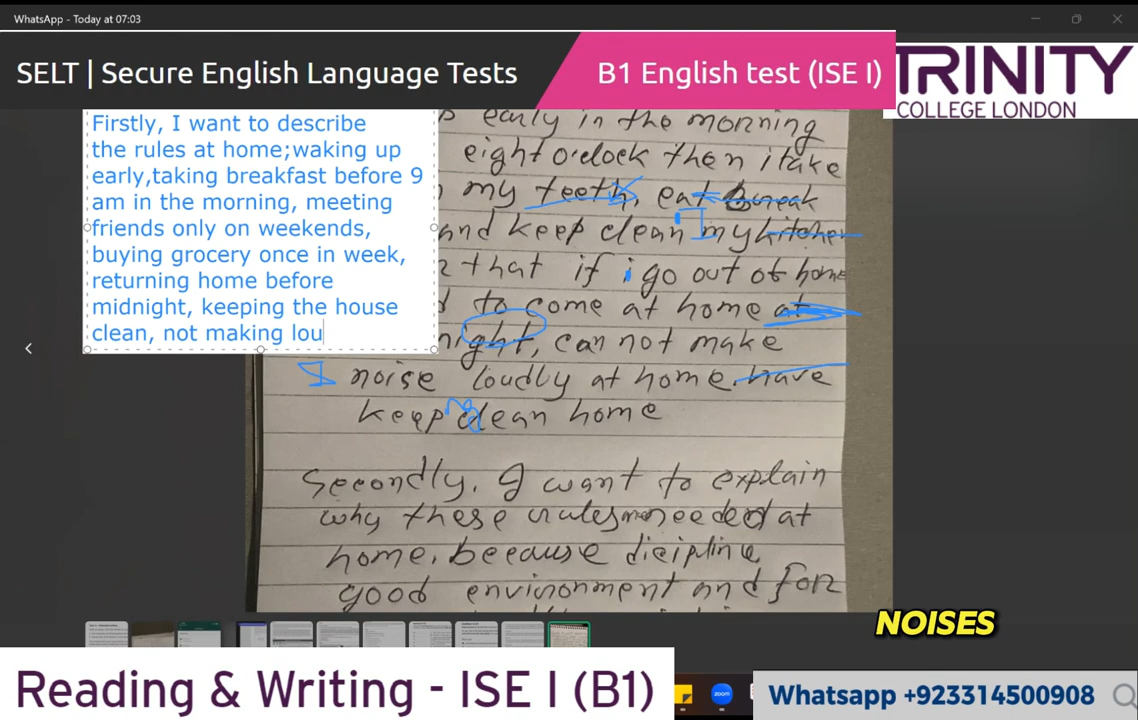 WhatsApp - Today at 07:03
SELT | Secure English Language Tests
B1 English test (ISE I)
TRINITY
COLLEGE LONDON
Firstly, I want to describe
the rules at home;waking up
early,taking breakfast before 9
am in the morning, meeting
friends only on weekends,
buying grocery once in week,
returning home before
midnight, keeping the house
clean, not making lou
early in the morning
eight o'clock then i take
my teeth, eat break
and keep clean my kitchen
that if i go out of home
to come at home at
night, can not make
I noise loudly at home. have
keeping clean home
Secondly, I want to explain
why these rules needed at
home, because diciplin
good environment and for
NOISES
Reading & Writing - ISE I (B1)
zoom
Whatsapp +923314500908